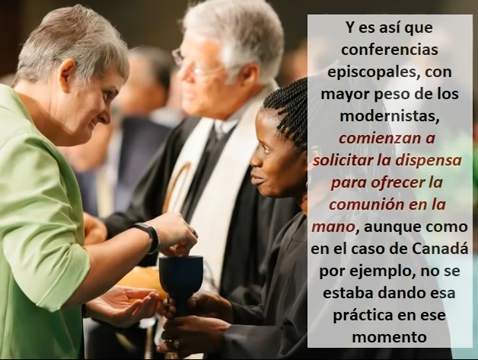 Y es así que
conferencias
episcopales, con
mayor peso de los
modernistas,
comienzan a
solicitar la dispensa
para ofrecer la
comunión en la
mano, aunque como
en el caso de Canadá
por ejemplo, no se
estaba dando esa
práctica en ese
momento